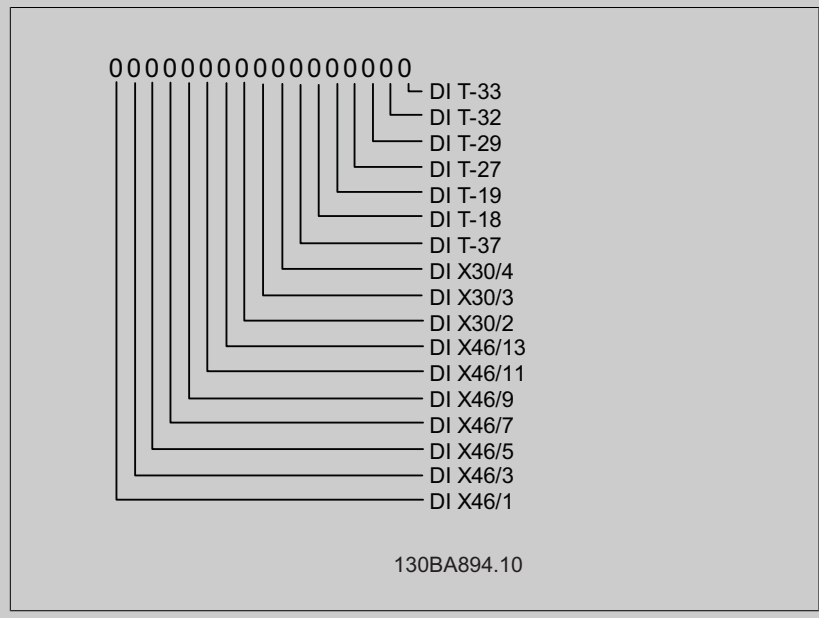 00000000000000000
DI T-33
DI T-32
DI T-29
DI T-27
DI T-19
DI T-18
DI T-37
DI X30/4
DI X30/3
DI X30/2
DI X46/13
DI X46/11
DI X46/9
DI X46/7
DI X46/5
DI X46/3
DI X46/1
130BA894.10